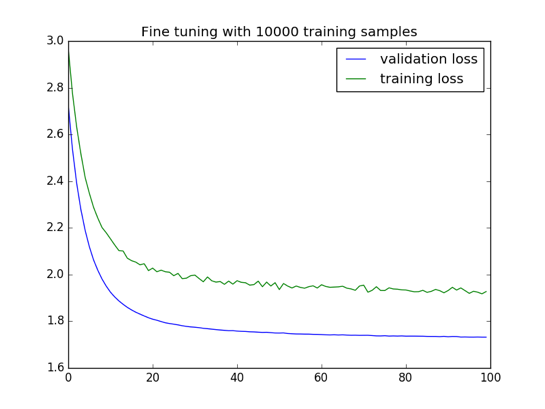 Fine tuning with 10000 training samples
3.0
validation loss
training loss
2.8
2.6
2.4
2.2
2.0
1.8
1.6
0 20 40 60 80 100